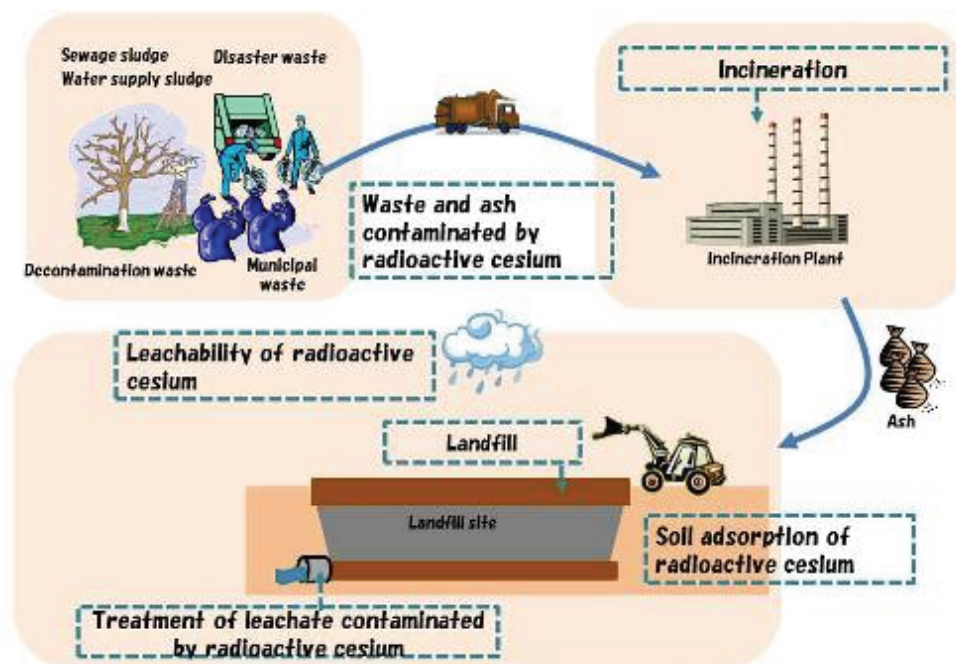 Sewage sludge
Water supply sludge
Disaster waste
Decontamination waste
Municipal
waste
Waste and ash
contaminated by
radioactive cesium
Incineration
Incineration Plant
Ash
Leachability of radioactive
cesium
Landfill
Landfill site
Soil adsorption of
radioactive cesium
Treatment of leachate contaminated
by radioactive cesium